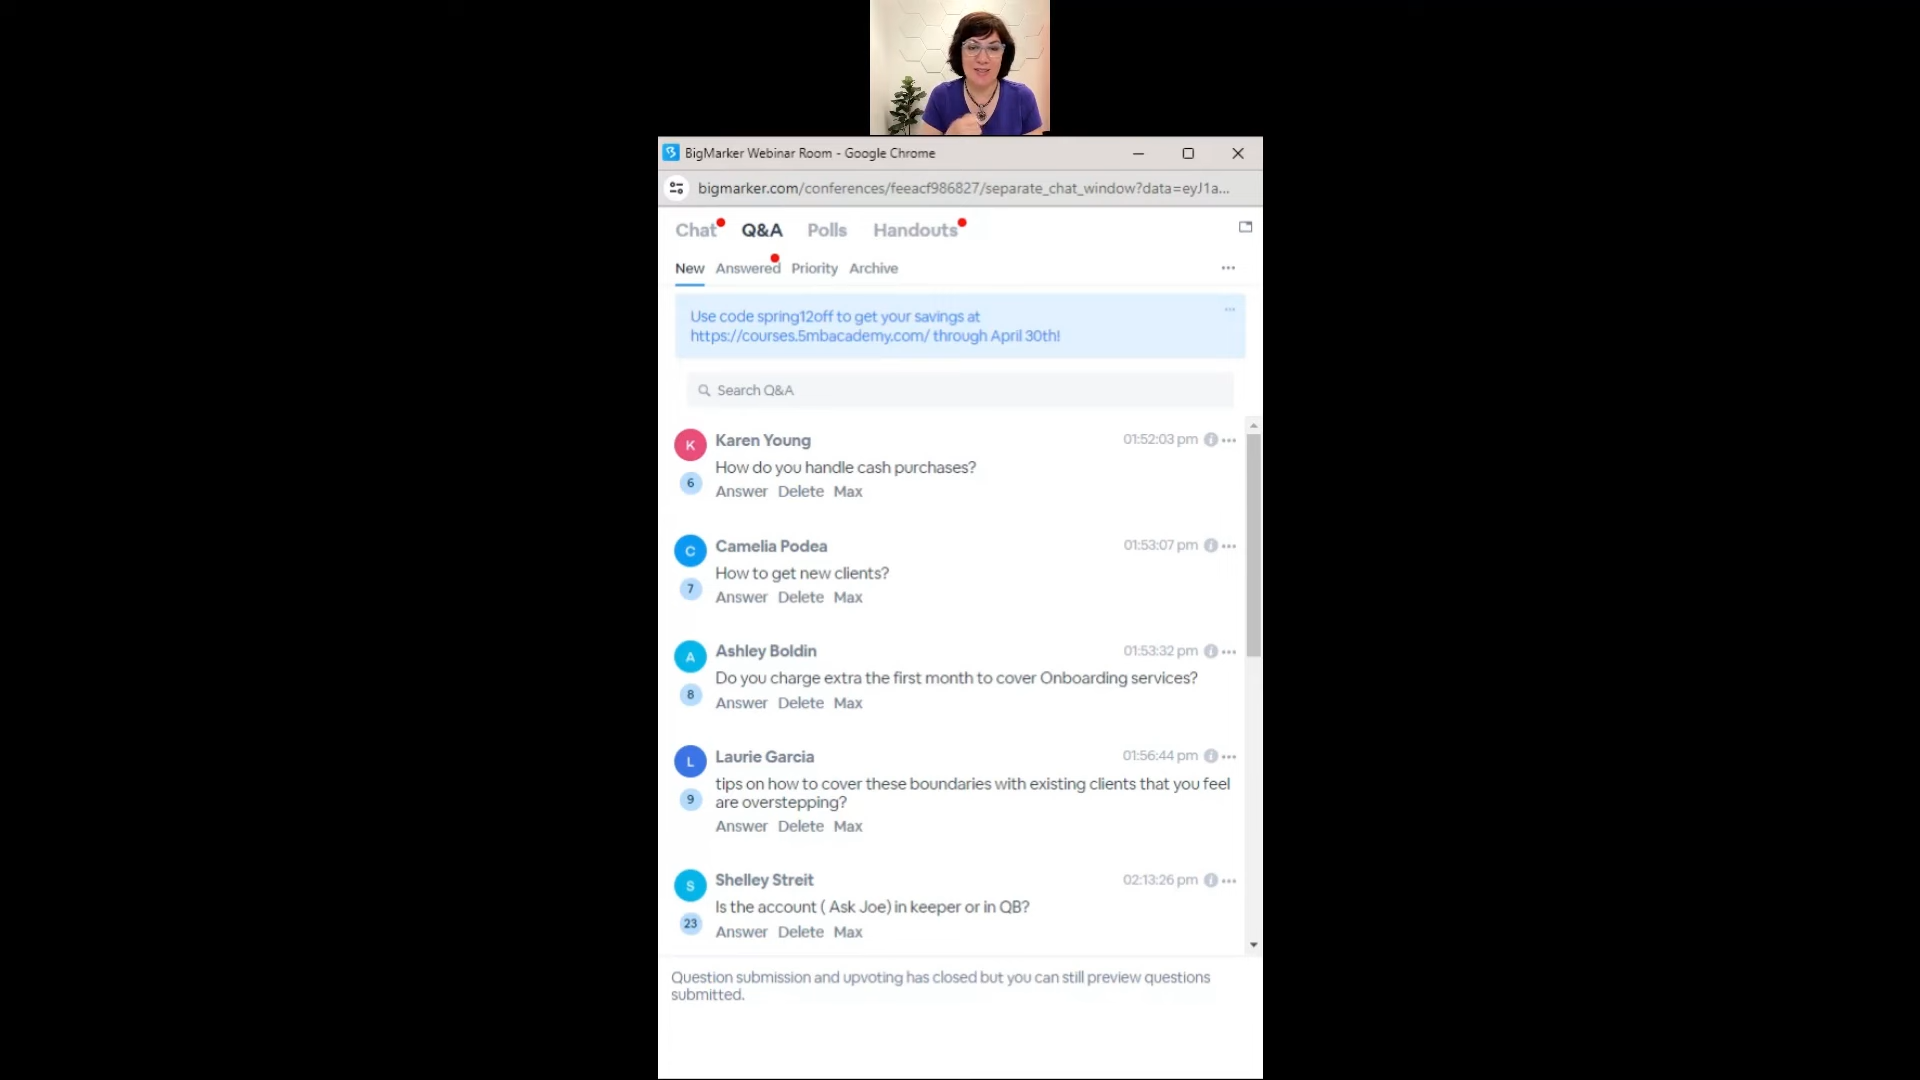 BigMarker Webinar Room - Google Chrome
bigmarker.com/conferences/feeacf986827/separate_chat_window?data=eyJ1a...
Chat Q&A Polls Handouts
New Answered Priority Archive
Use code spring12off to get your savings at
https://courses.5mbacademy.com/ through April 30th!
Search Q&A
K Karen Young 01:52:03 pm
How do you handle cash purchases?
6 Answer Delete Max
C Camelia Podea 01:53:07 pm
How to get new clients?
7 Answer Delete Max
A Ashley Boldin 01:53:32 pm
Do you charge extra the first month to cover Onboarding services?
8 Answer Delete Max
L Laurie Garcia 01:56:44 pm
tips on how to cover these boundaries with existing clients that you feel
9 are overstepping?
Answer Delete Max
S Shelley Streit 02:13:26 pm
Is the account ( Ask Joe) in keeper or in QB?
23 Answer Delete Max
Question submission and upvoting has closed but you can still preview questions
submitted.